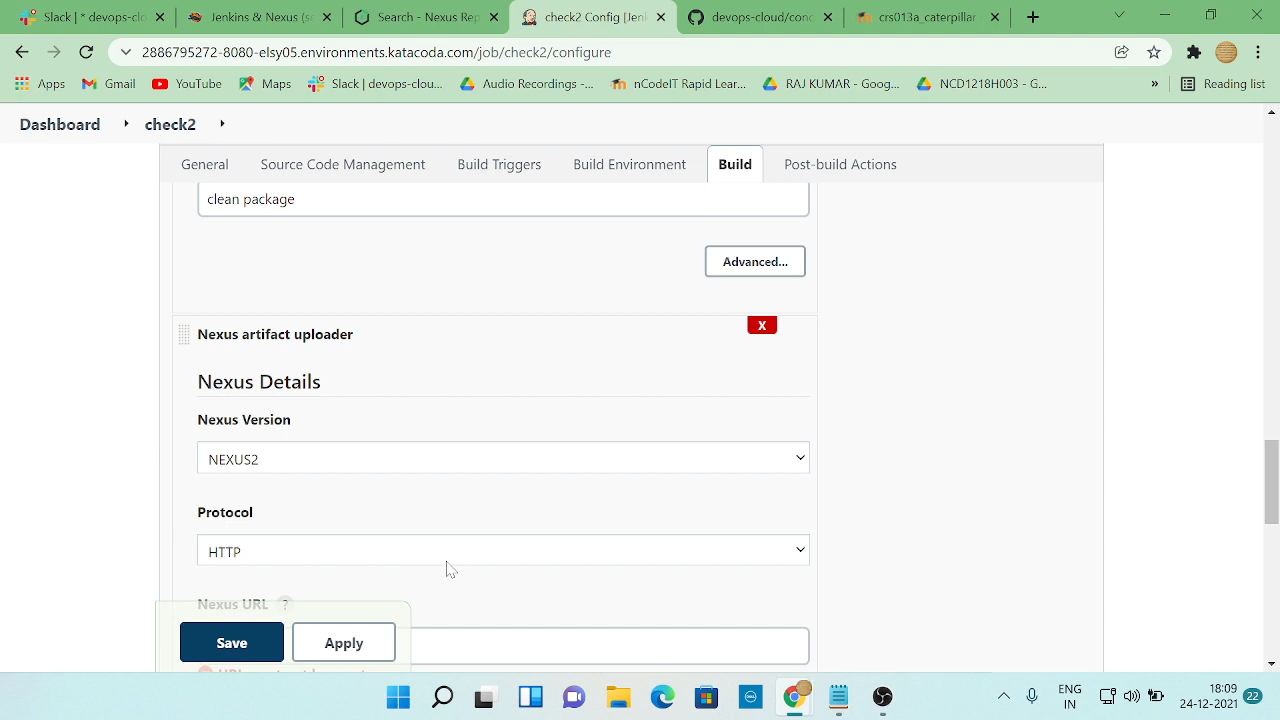 Slack | devops-clo
Jenkins & Nexus (s
Search - Nexus Rep
check2 Config [Jenk
devops-cloud/conc
crs013a_caterpillar
2886795272-8080-elsy05.environments.katacoda.com/job/check2/configure
Apps
Gmail
YouTube
Maps
Slack | devops-clou...
Audio Recordings -...
nCodeIT Rapid Lear...
RAJ KUMAR - Goog...
NCD1218H003 - G...
»
Reading list
Dashboard
check2
General
Source Code Management
Build Triggers
Build Environment
Build
Post-build Actions
clean package
Advanced...
Nexus artifact uploader
X
Nexus Details
Nexus Version
NEXUS2
Protocol
HTTP
Nexus URL ?
Save
Apply
ENG
IN
18:09
24-12-2021
22